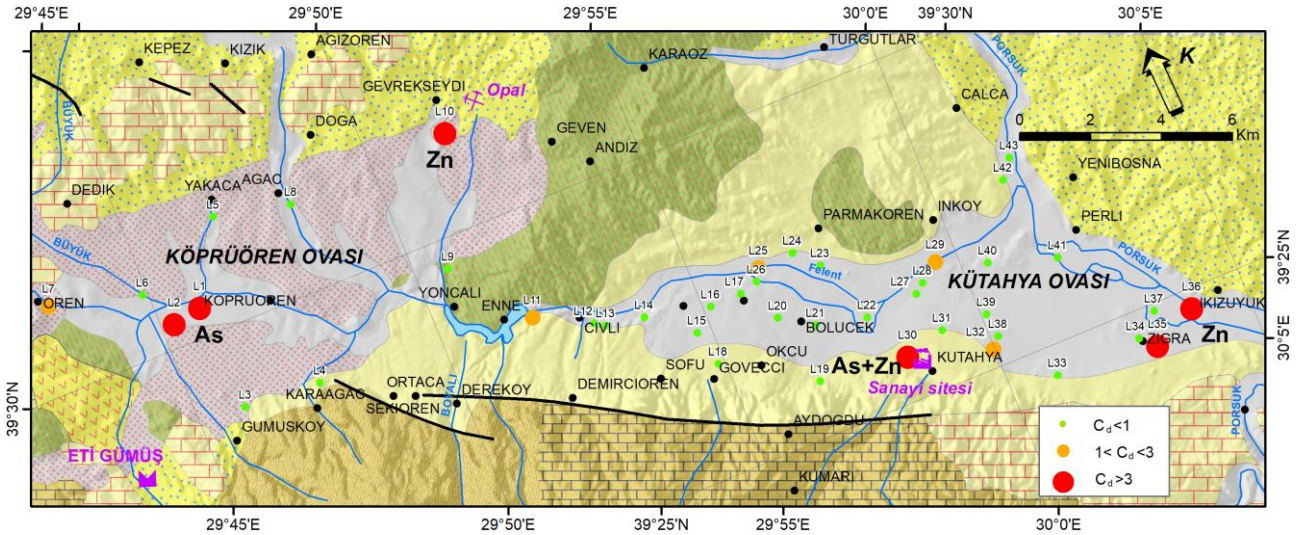 29°45'E 29°50'E 29°55'E 30°0'E 39°30'N 30°5'E
KEPEZ
KIZIK
AGIZOREN
KARAOZ
TURGUTLAR
PORSUK
K
BÜYÜK
GEVREKSEYDI
Opal
L10
Zn
DOGA
GEVEN
ANDIZ
CALCA
0 2 4 6
Km
L43
L42
YENIBOSNA
DEDIK
YAKACA
AGAC
L5
L8
PARMAKOREN
INKOY
PERLI
BÜYÜK
KÖPRÜÖREN OVASI
L9
L24
L23
L25
L26
Felent
L29
L28
L27
L40
L41
KÜTAHYA OVASI
PORSUK
39°25'N
L7
OREN
L6
L2
L1
KOPRUOREN
As
YONCALI
ENNE
L11
L12
L13
CIVLI
L14
L17
L16
L15
L20
L21
BOLUCEK
L22
L31
L39
L32
L38
L37
L36
IKIZUYUK
Zn
L34
L35
ZIGRA
30°5'E
L18
SOFU
GOVECCI
OKCU
L19
As+Zn
L30
KUTAHYA
Sanayi sitesi
L33
L4
KARAAGAC
L3
GUMUSKOY
ORTACA
SEKIOREN
DEREKOY
DEMIRCIOREN
AYDOGDU
KUMARI
39°30'N
ETİ GÜMÜŞ
PORSUK
Cd<1
1< Cd <3
Cd>3
29°45'E 29°50'E 39°25'N 29°55'E 30°0'E